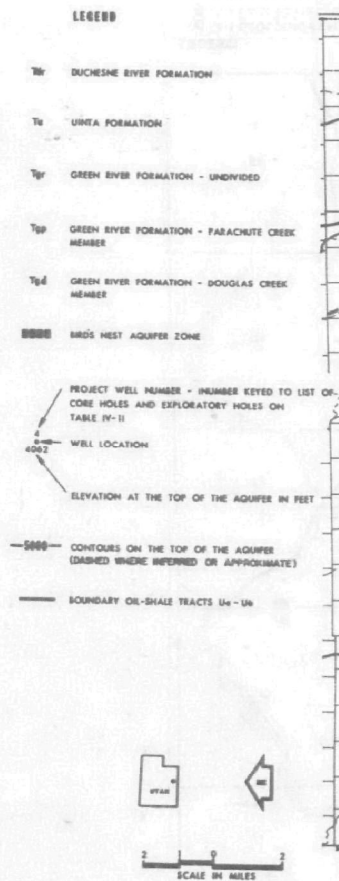 LEGEND
DUCHESNE RIVER FORMATION
Tu UINTA FORMATION
Tgr GREEN RIVER FORMATION - UNDIVIDED
Tgp GREEN RIVER FORMATION - PARACHUTE CREEK
MEMBER
Tgd GREEN RIVER FORMATION - DOUGLAS CREEK
MEMBER
BIRD'S NEST AQUIFER ZONE
PROJECT WELL NUMBER - (NUMBER KEYED TO LIST OF
CORE HOLES AND EXPLORATORY HOLES ON
TABLE IV-II
4
WELL LOCATION
4062
ELEVATION AT THE TOP OF THE AQUIFER IN FEET
5000 CONTOURS ON THE TOP OF THE AQUIFER
(DASHED WHERE INFERRED OR APPROXIMATE)
BOUNDARY OIL-SHALE TRACTS Ua-Ub
UTAH
2 1 0 2
SCALE IN MILES